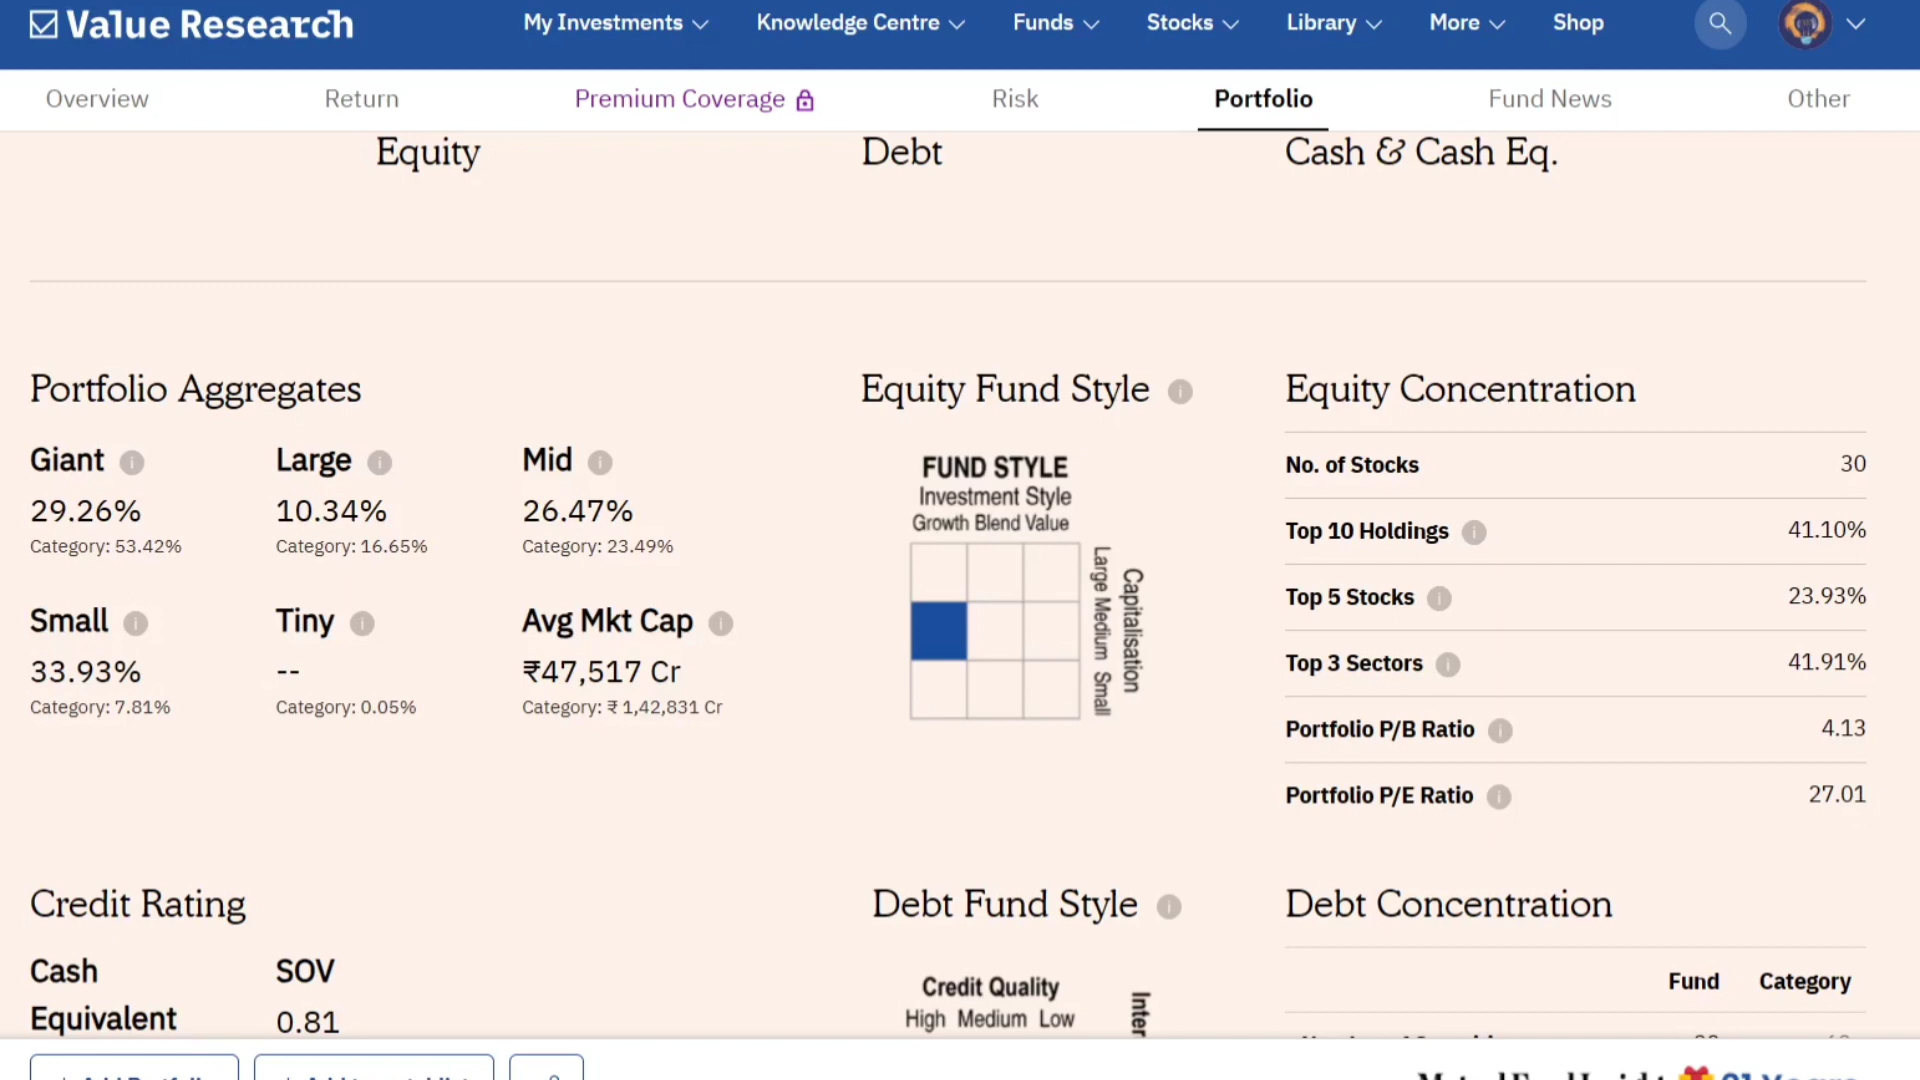 Value Research
My Investments
Knowledge Centre
Funds
Stocks
Library
More
Shop
Overview
Return
Premium Coverage
Risk
Portfolio
Fund News
Other
Equity
Debt
Cash & Cash Eq.
Portfolio Aggregates
Giant
29.26%
Category: 53.42%
Large
10.34%
Category: 16.65%
Mid
26.47%
Category: 23.49%
Small
33.93%
Category: 7.81%
Tiny
--
Category: 0.05%
Avg Mkt Cap
₹47,517 Cr
Category: ₹ 1,42,831 Cr
Equity Fund Style
FUND STYLE
Investment Style
Growth Blend Value
Large Medium Small
Capitalisation
Equity Concentration
No. of Stocks 30
Top 10 Holdings 41.10%
Top 5 Stocks 23.93%
Top 3 Sectors 41.91%
Portfolio P/B Ratio 4.13
Portfolio P/E Ratio 27.01
Credit Rating
Cash
Equivalent
SOV
0.81
Debt Fund Style
Credit Quality
High Medium Low
Debt Concentration
Fund Category